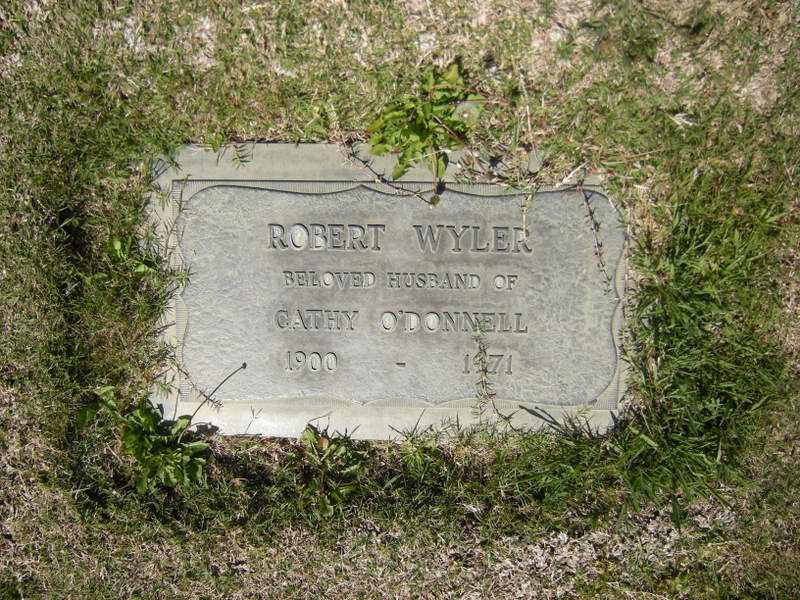 ROBERT WYLER
BELOVED HUSBAND OF
CATHY O'DONNELL
1900 - 1971